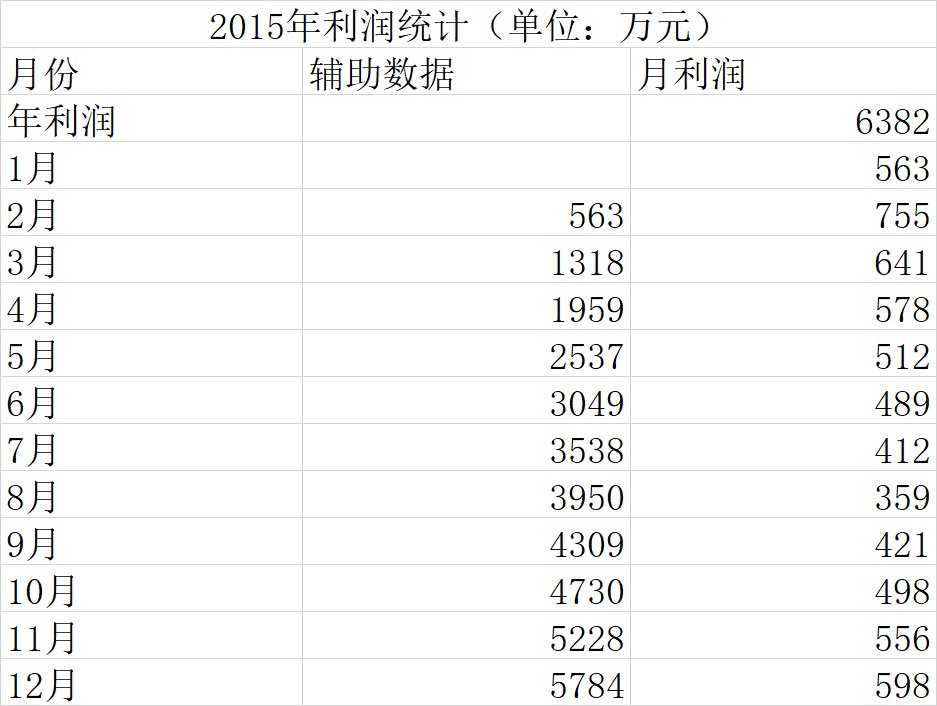 2015年利润统计（单位：万元）
月份 辅助数据 月利润
年利润 6382
1月 563
2月 563 755
3月 1318 641
4月 1959 578
5月 2537 512
6月 3049 489
7月 3538 412
8月 3950 359
9月 4309 421
10月 4730 498
11月 5228 556
12月 5784 598